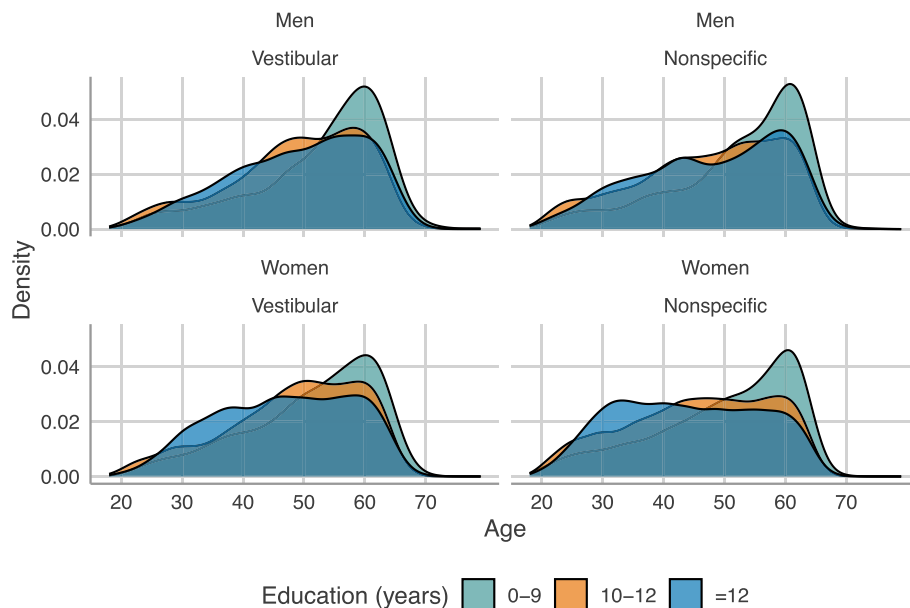 Men Men
Vestibular Nonspecific
0.04
0.02
0.00
Women Women
Vestibular Nonspecific
0.04
0.02
0.00
20 30 40 50 60 70 20 30 40 50 60 70
Density
Age
Education (years) 0–9 10–12 =12